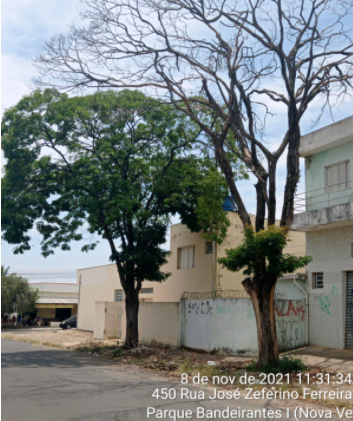 8 de nov de 2021 11:31:34
450 Rua José Zeferino Ferreira
Parque Bandeirantes I (Nova Ve